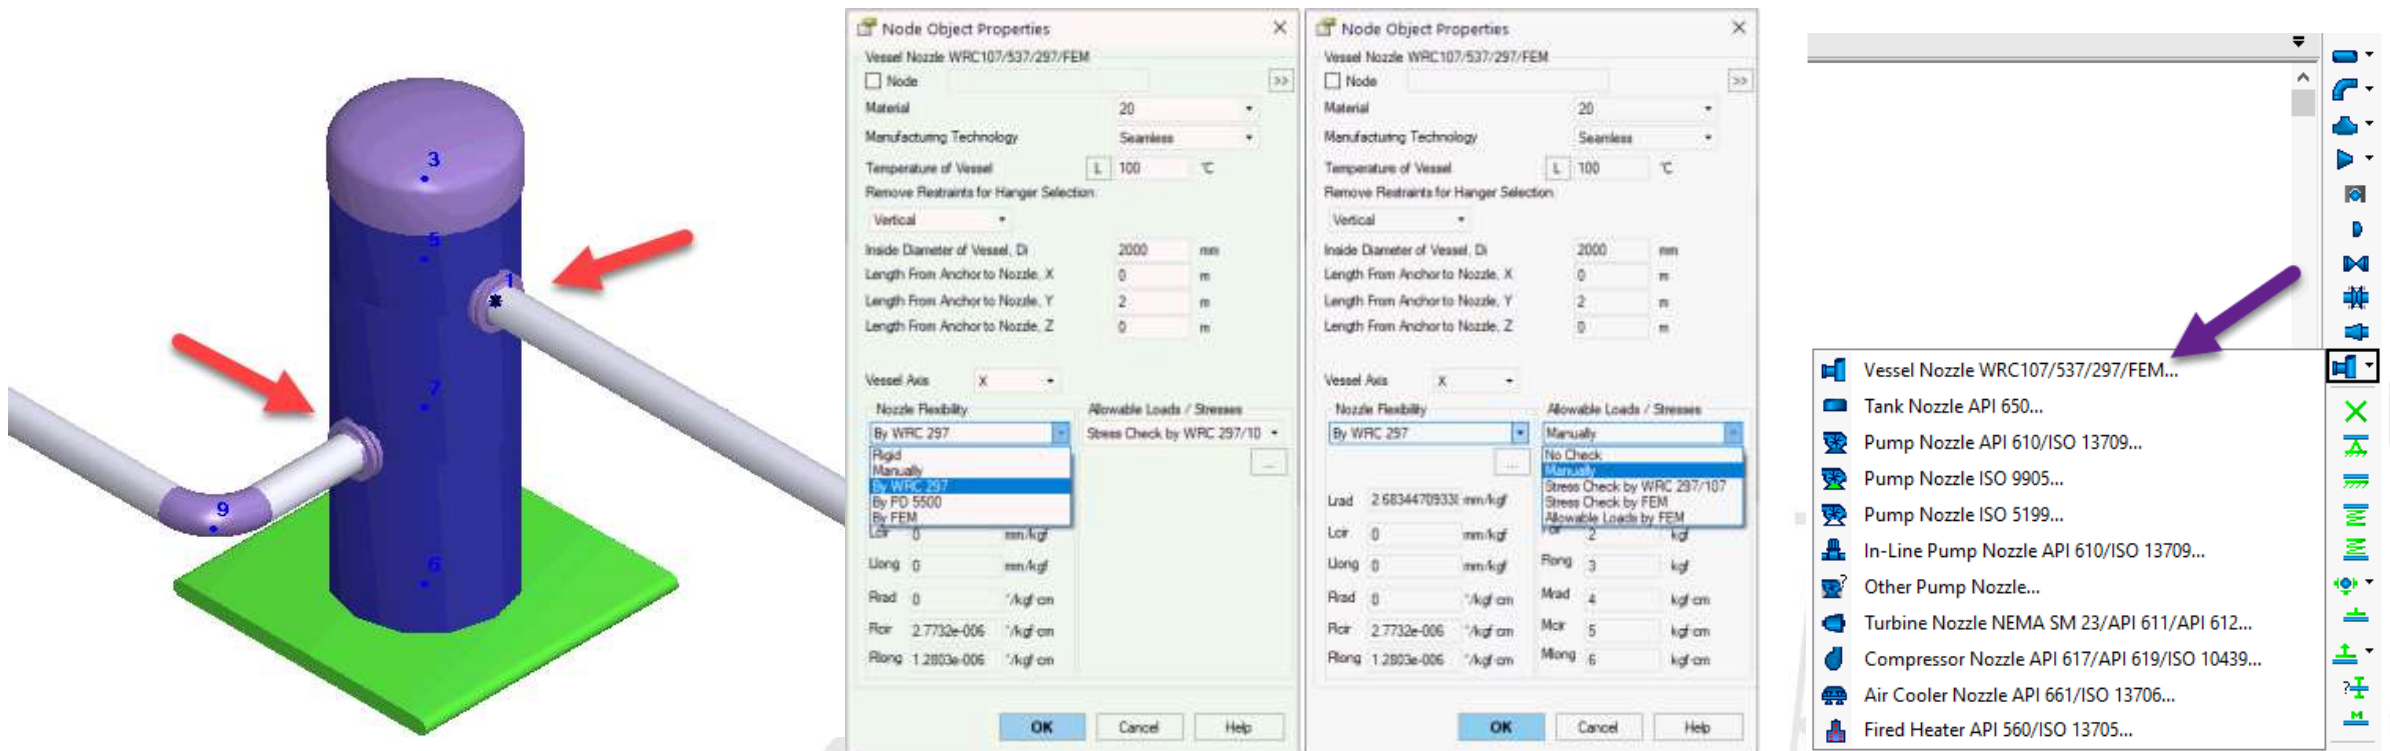 3
5
1
7
9
6
Node Object Properties
Vessel Nozzle WRC107/537/297/FEM
Node
>>
Material 20
Manufacturing Technology Seamless
Temperature of Vessel L 100 °C
Remove Restraints for Hanger Selection
Vertical
Inside Diameter of Vessel, Di 2000 mm
Length From Anchor to Nozzle, X 0 m
Length From Anchor to Nozzle, Y 2 m
Length From Anchor to Nozzle, Z 0 m
Vessel Axis X
Nozzle Flexibility Allowable Loads / Stresses
By WRC 297 Stress Check by WRC 297/10
Rigid ...
Manually
By WRC 297
By PD 5500
By FEM
Lcir 0 mm/kgf
Llong 0 mm/kgf
Rrad 0 °/kgf·cm
Rcir 2.7732e-006 °/kgf·cm
Rlong 1.2803e-006 °/kgf·cm
OK Cancel Help
Node Object Properties
Vessel Nozzle WRC107/537/297/FEM
Node
>>
Material 20
Manufacturing Technology Seamless
Temperature of Vessel L 100 °C
Remove Restraints for Hanger Selection
Vertical
Inside Diameter of Vessel, Di 2000 mm
Length From Anchor to Nozzle, X 0 m
Length From Anchor to Nozzle, Y 2 m
Length From Anchor to Nozzle, Z 0 m
Vessel Axis X
Nozzle Flexibility Allowable Loads / Stresses
By WRC 297 Manually
... No Check
Manually
Stress Check by WRC 297/107
Lrad 2.6834470933 mm/kgf Stress Check by FEM
Allowable Loads by FEM
Lcir 0 mm/kgf 2 kgf
Llong 0 mm/kgf Flong 3 kgf
Rrad 0 °/kgf·cm Mrad 4 kgf·cm
Rcir 2.7732e-006 °/kgf·cm Mcir 5 kgf·cm
Rlong 1.2803e-006 °/kgf·cm Mlong 6 kgf·cm
OK Cancel Help
Vessel Nozzle WRC107/537/297/FEM...
Tank Nozzle API 650...
Pump Nozzle API 610/ISO 13709...
Pump Nozzle ISO 9905...
Pump Nozzle ISO 5199...
In-Line Pump Nozzle API 610/ISO 13709...
Other Pump Nozzle...
Turbine Nozzle NEMA SM 23/API 611/API 612...
Compressor Nozzle API 617/API 619/ISO 10439...
Air Cooler Nozzle API 661/ISO 13706...
Fired Heater API 560/ISO 13705...
?
M